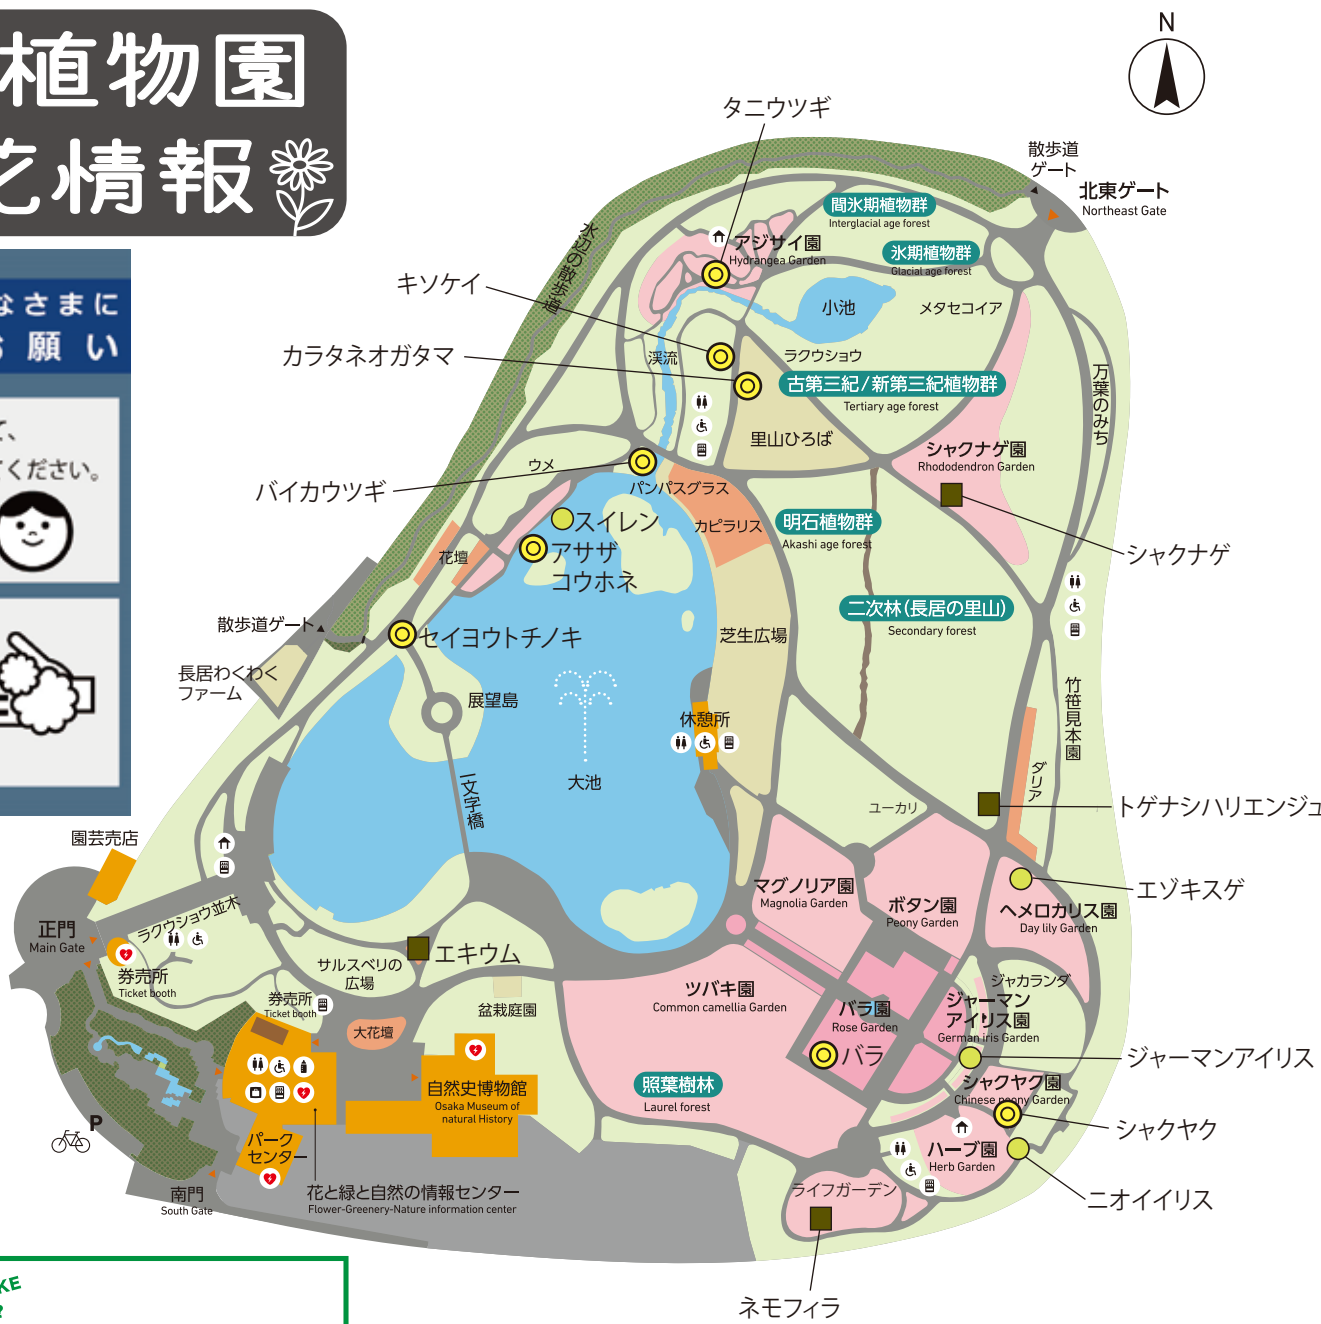 植物園
花情報
なさまに
お願い
て、
てください。
N
タニウツギ
散歩道
ゲート
北東ゲート
Northeast Gate
間氷期植物群
Interglacial age forest
アジサイ園
Hydrangea Garden
氷期植物群
Glacial age forest
水辺の散歩道
キソケイ
小池
メタセコイア
カラタネオガタマ
渓流
ラクウショウ
古第三紀/新第三紀植物群
Tertiary age forest
万葉のみち
里山ひろば
シャクナゲ園
Rhododendron Garden
ウメ
バイカウツギ
パンパスグラス
カピラリス
明石植物群
Akashi age forest
スイレン
アサザ
コウホネ
花壇
シャクナゲ
二次林(長居の里山)
Secondary forest
散歩道ゲート
セイヨウトチノキ
芝生広場
長居わくわく
ファーム
展望島
休憩所
竹笹見本園
大池
一文字橋
ダリア
ユーカリ
トゲナシハリエンジュ
園芸売店
マグノリア園
Magnolia Garden
ボタン園
Peony Garden
エゾキスゲ
ヘメロカリス園
Day lily Garden
正門
Main Gate
ラクウショウ並木
券売所
Ticket booth
エキウム
サルスベリの
広場
ジャカランダ
券売所
Ticket booth
盆栽庭園
ツバキ園
Common camellia Garden
バラ園
Rose Garden
ジャーマン
アイリス園
German iris Garden
大花壇
バラ
ジャーマンアイリス
自然史博物館
Osaka Museum of
natural History
照葉樹林
Laurel forest
シャクヤク園
Chinese peony Garden
シャクヤク
P
パーク
センター
ハーブ園
Herb Garden
南門
South Gate
花と緑と自然の情報センター
Flower-Greenery-Nature information center
ライフガーデン
ニオイイリス
ネモフィラ
KE